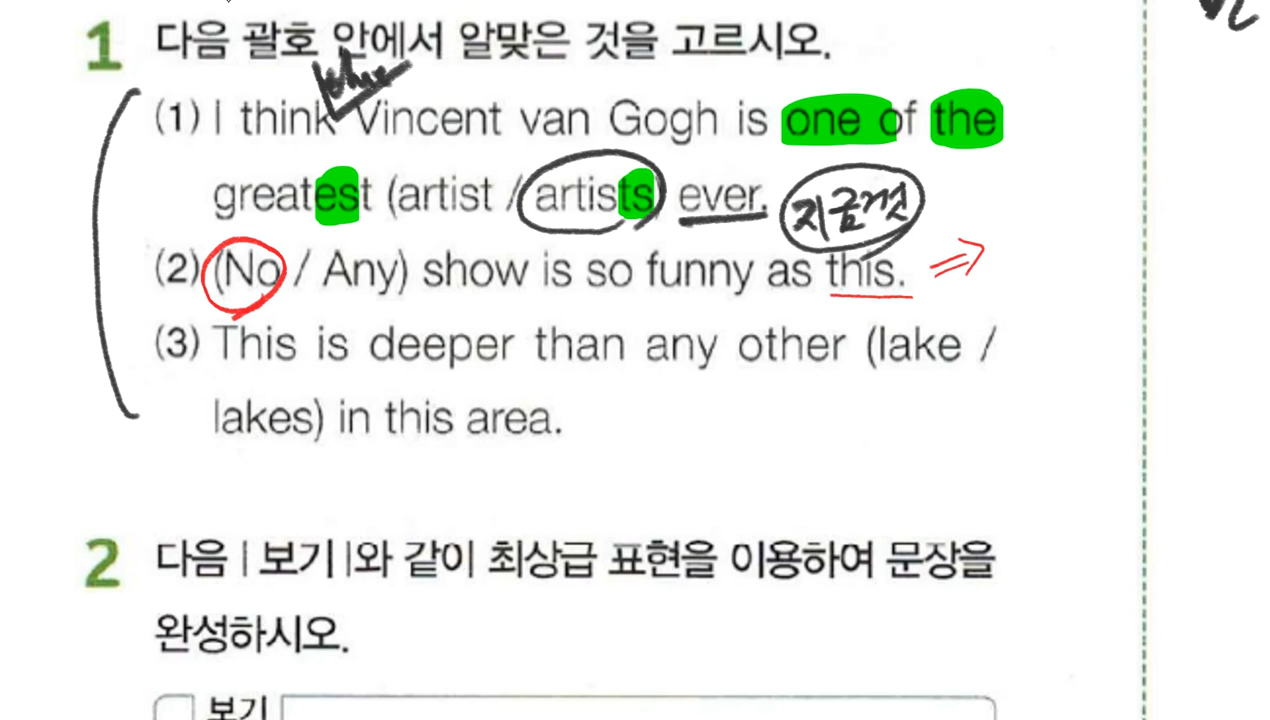 1 다음 괄호 안에서 알맞은 것을 고르시오.
(1) I think Vincent van Gogh is one of the
greatest (artist / artists) ever. 지금껏
(2) (No / Any) show is so funny as this.
(3) This is deeper than any other (lake /
lakes) in this area.
2 다음 | 보기 |와 같이 최상급 표현을 이용하여 문장을
완성하시오.
보기